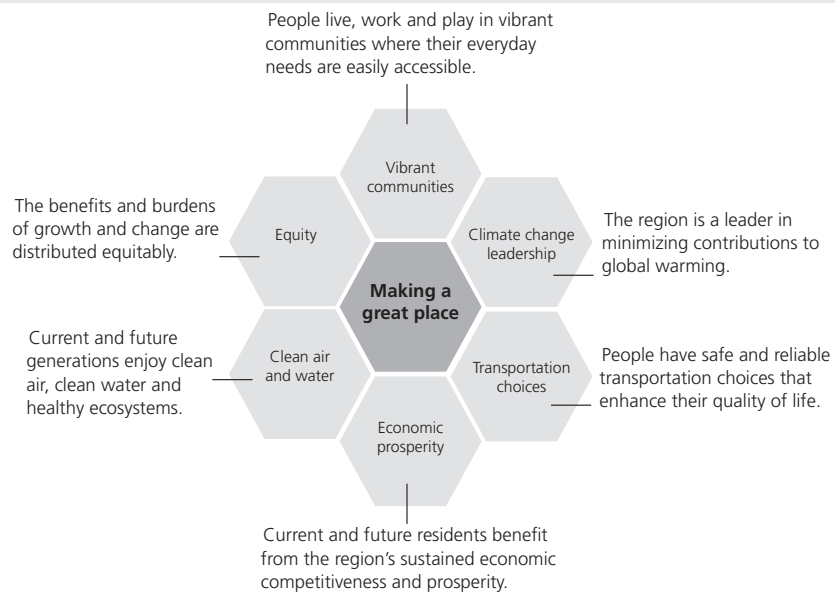 People live, work and play in vibrant
communities where their everyday
needs are easily accessible.
Vibrant
communities
The benefits and burdens
of growth and change are
distributed equitably.
Equity
Climate change
leadership
The region is a leader in
minimizing contributions to
global warming.
Making a
great place
Current and future
generations enjoy clean
air, clean water and
healthy ecosystems.
Clean air
and water
Transportation
choices
People have safe and reliable
transportation choices that
enhance their quality of life.
Economic
prosperity
Current and future residents benefit
from the region’s sustained economic
competitiveness and prosperity.